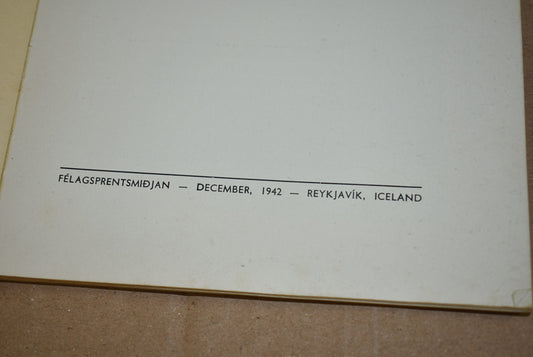 FÉLAGSPRENTSMIÐJAN — DECEMBER, 1942 — REYKJAVÍK, ICELAND